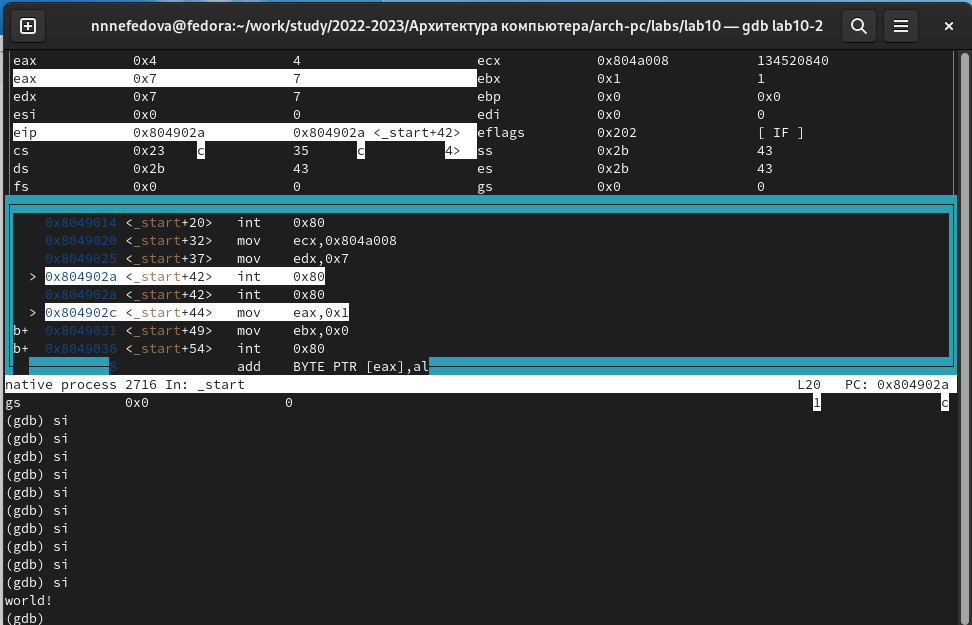 nnnefedova@fedora:~/work/study/2022-2023/Архитектура компьютера/arch-pc/labs/lab10 — gdb lab10-2
eax 0x4 4 ecx 0x804a008 134520840
eax 0x7 7 ebx 0x1 1
edx 0x7 7 ebp 0x0 0x0
esi 0x0 0 edi 0x0 0
eip 0x804902a 0x804902a <_start+42> eflags 0x202 [ IF ]
cs 0x23 c 35 c 4> ss 0x2b 43
ds 0x2b 43 es 0x2b 43
fs 0x0 0 gs 0x0 0
0x8049014 <_start+20> int 0x80
0x8049020 <_start+32> mov ecx,0x804a008
0x8049025 <_start+37> mov edx,0x7
> 0x804902a <_start+42> int 0x80
0x804902a <_start+42> int 0x80
> 0x804902c <_start+44> mov eax,0x1
b+ 0x8049031 <_start+49> mov ebx,0x0
b+ 0x8049036 <_start+54> int 0x80
8 add BYTE PTR [eax],al
native process 2716 In: _start L20 PC: 0x804902a
gs 0x0 0 1 c
(gdb) si
(gdb) si
(gdb) si
(gdb) si
(gdb) si
(gdb) si
(gdb) si
(gdb) si
(gdb) si
(gdb) si
world!
(gdb)